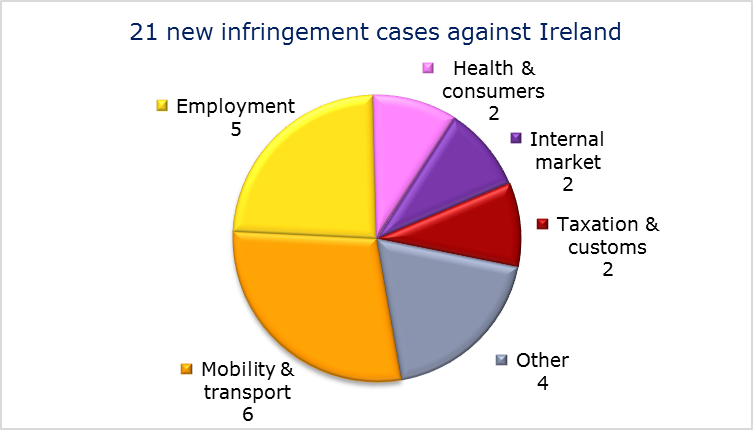 21 new infringement cases against Ireland
Health &
consumers
2
Internal
market
2
Taxation &
customs
2
Other
4
Mobility &
transport
6
Employment
5